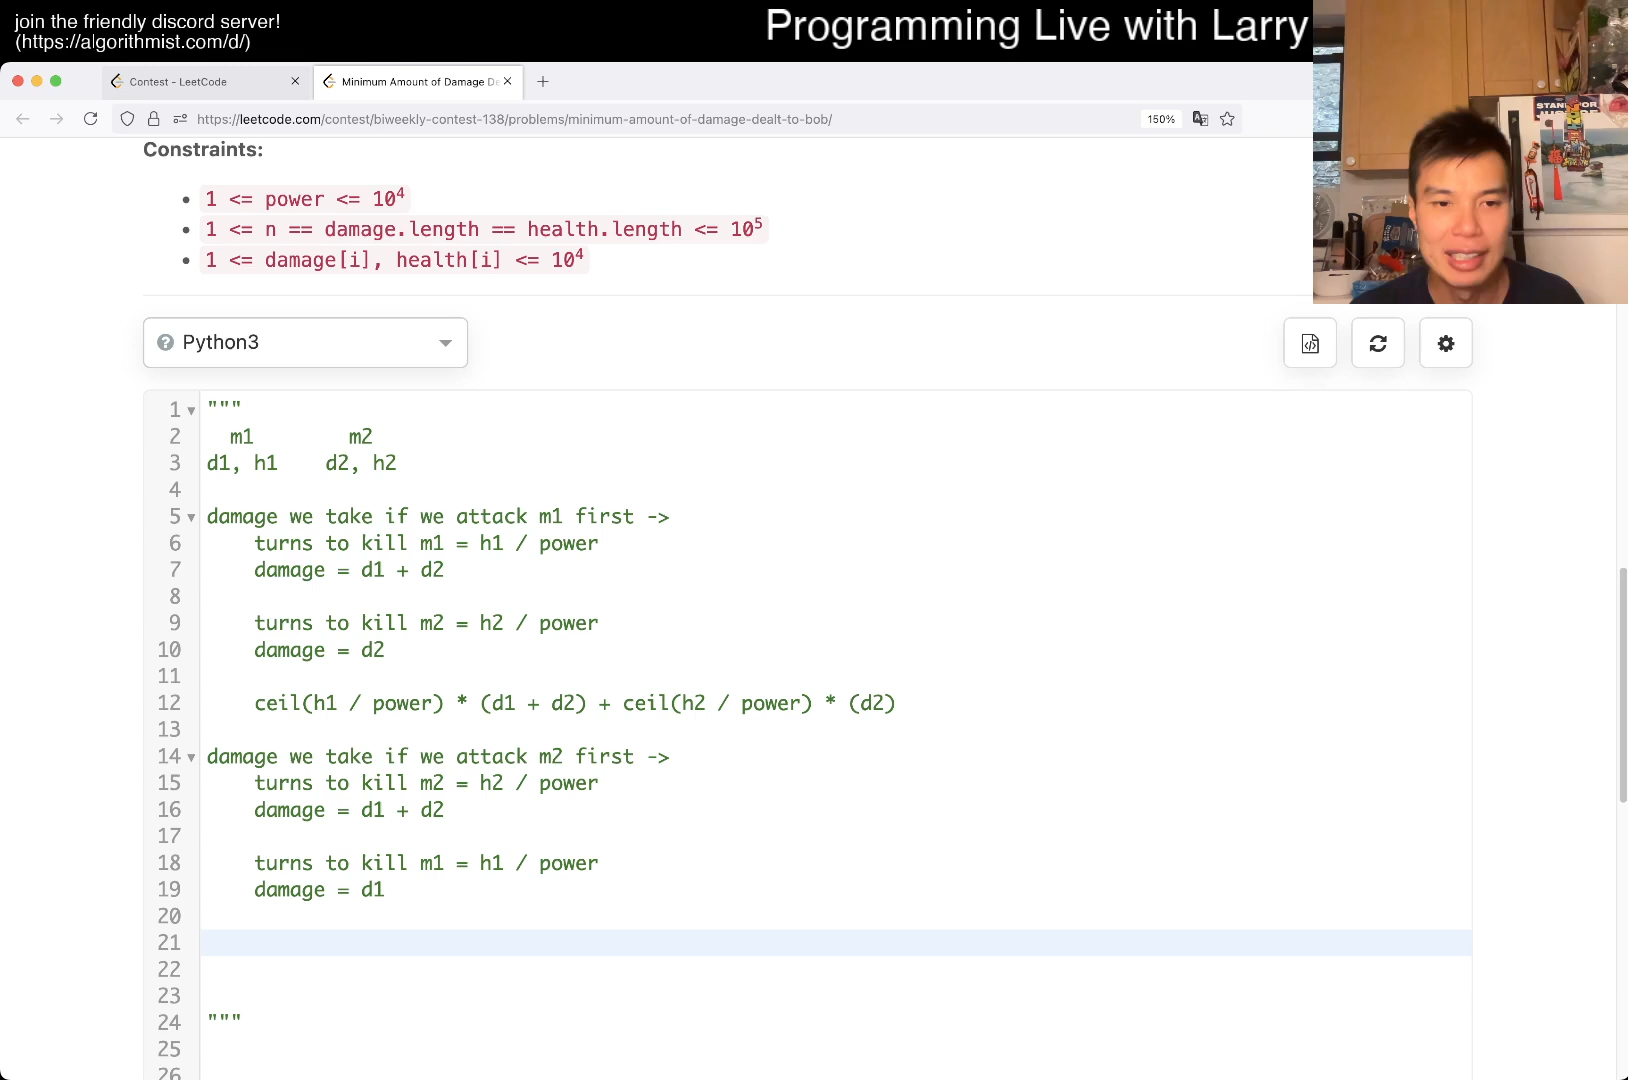 join the friendly discord server!
(https://algorithmist.com/d/)
Programming Live with Larry
Contest - LeetCode
Minimum Amount of Damage De
https://leetcode.com/contest/biweekly-contest-138/problems/minimum-amount-of-damage-dealt-to-bob/
150%
Constraints:
1 <= power <= 10^4
1 <= n == damage.length == health.length <= 10^5
1 <= damage[i], health[i] <= 10^4
Python3
1 """
2 m1 m2
3 d1, h1 d2, h2
4
5 damage we take if we attack m1 first ->
6 turns to kill m1 = h1 / power
7 damage = d1 + d2
8
9 turns to kill m2 = h2 / power
10 damage = d2
11
12 ceil(h1 / power) * (d1 + d2) + ceil(h2 / power) * (d2)
13
14 damage we take if we attack m2 first ->
15 turns to kill m2 = h2 / power
16 damage = d1 + d2
17
18 turns to kill m1 = h1 / power
19 damage = d1
20
21
22
23
24 """
25
26